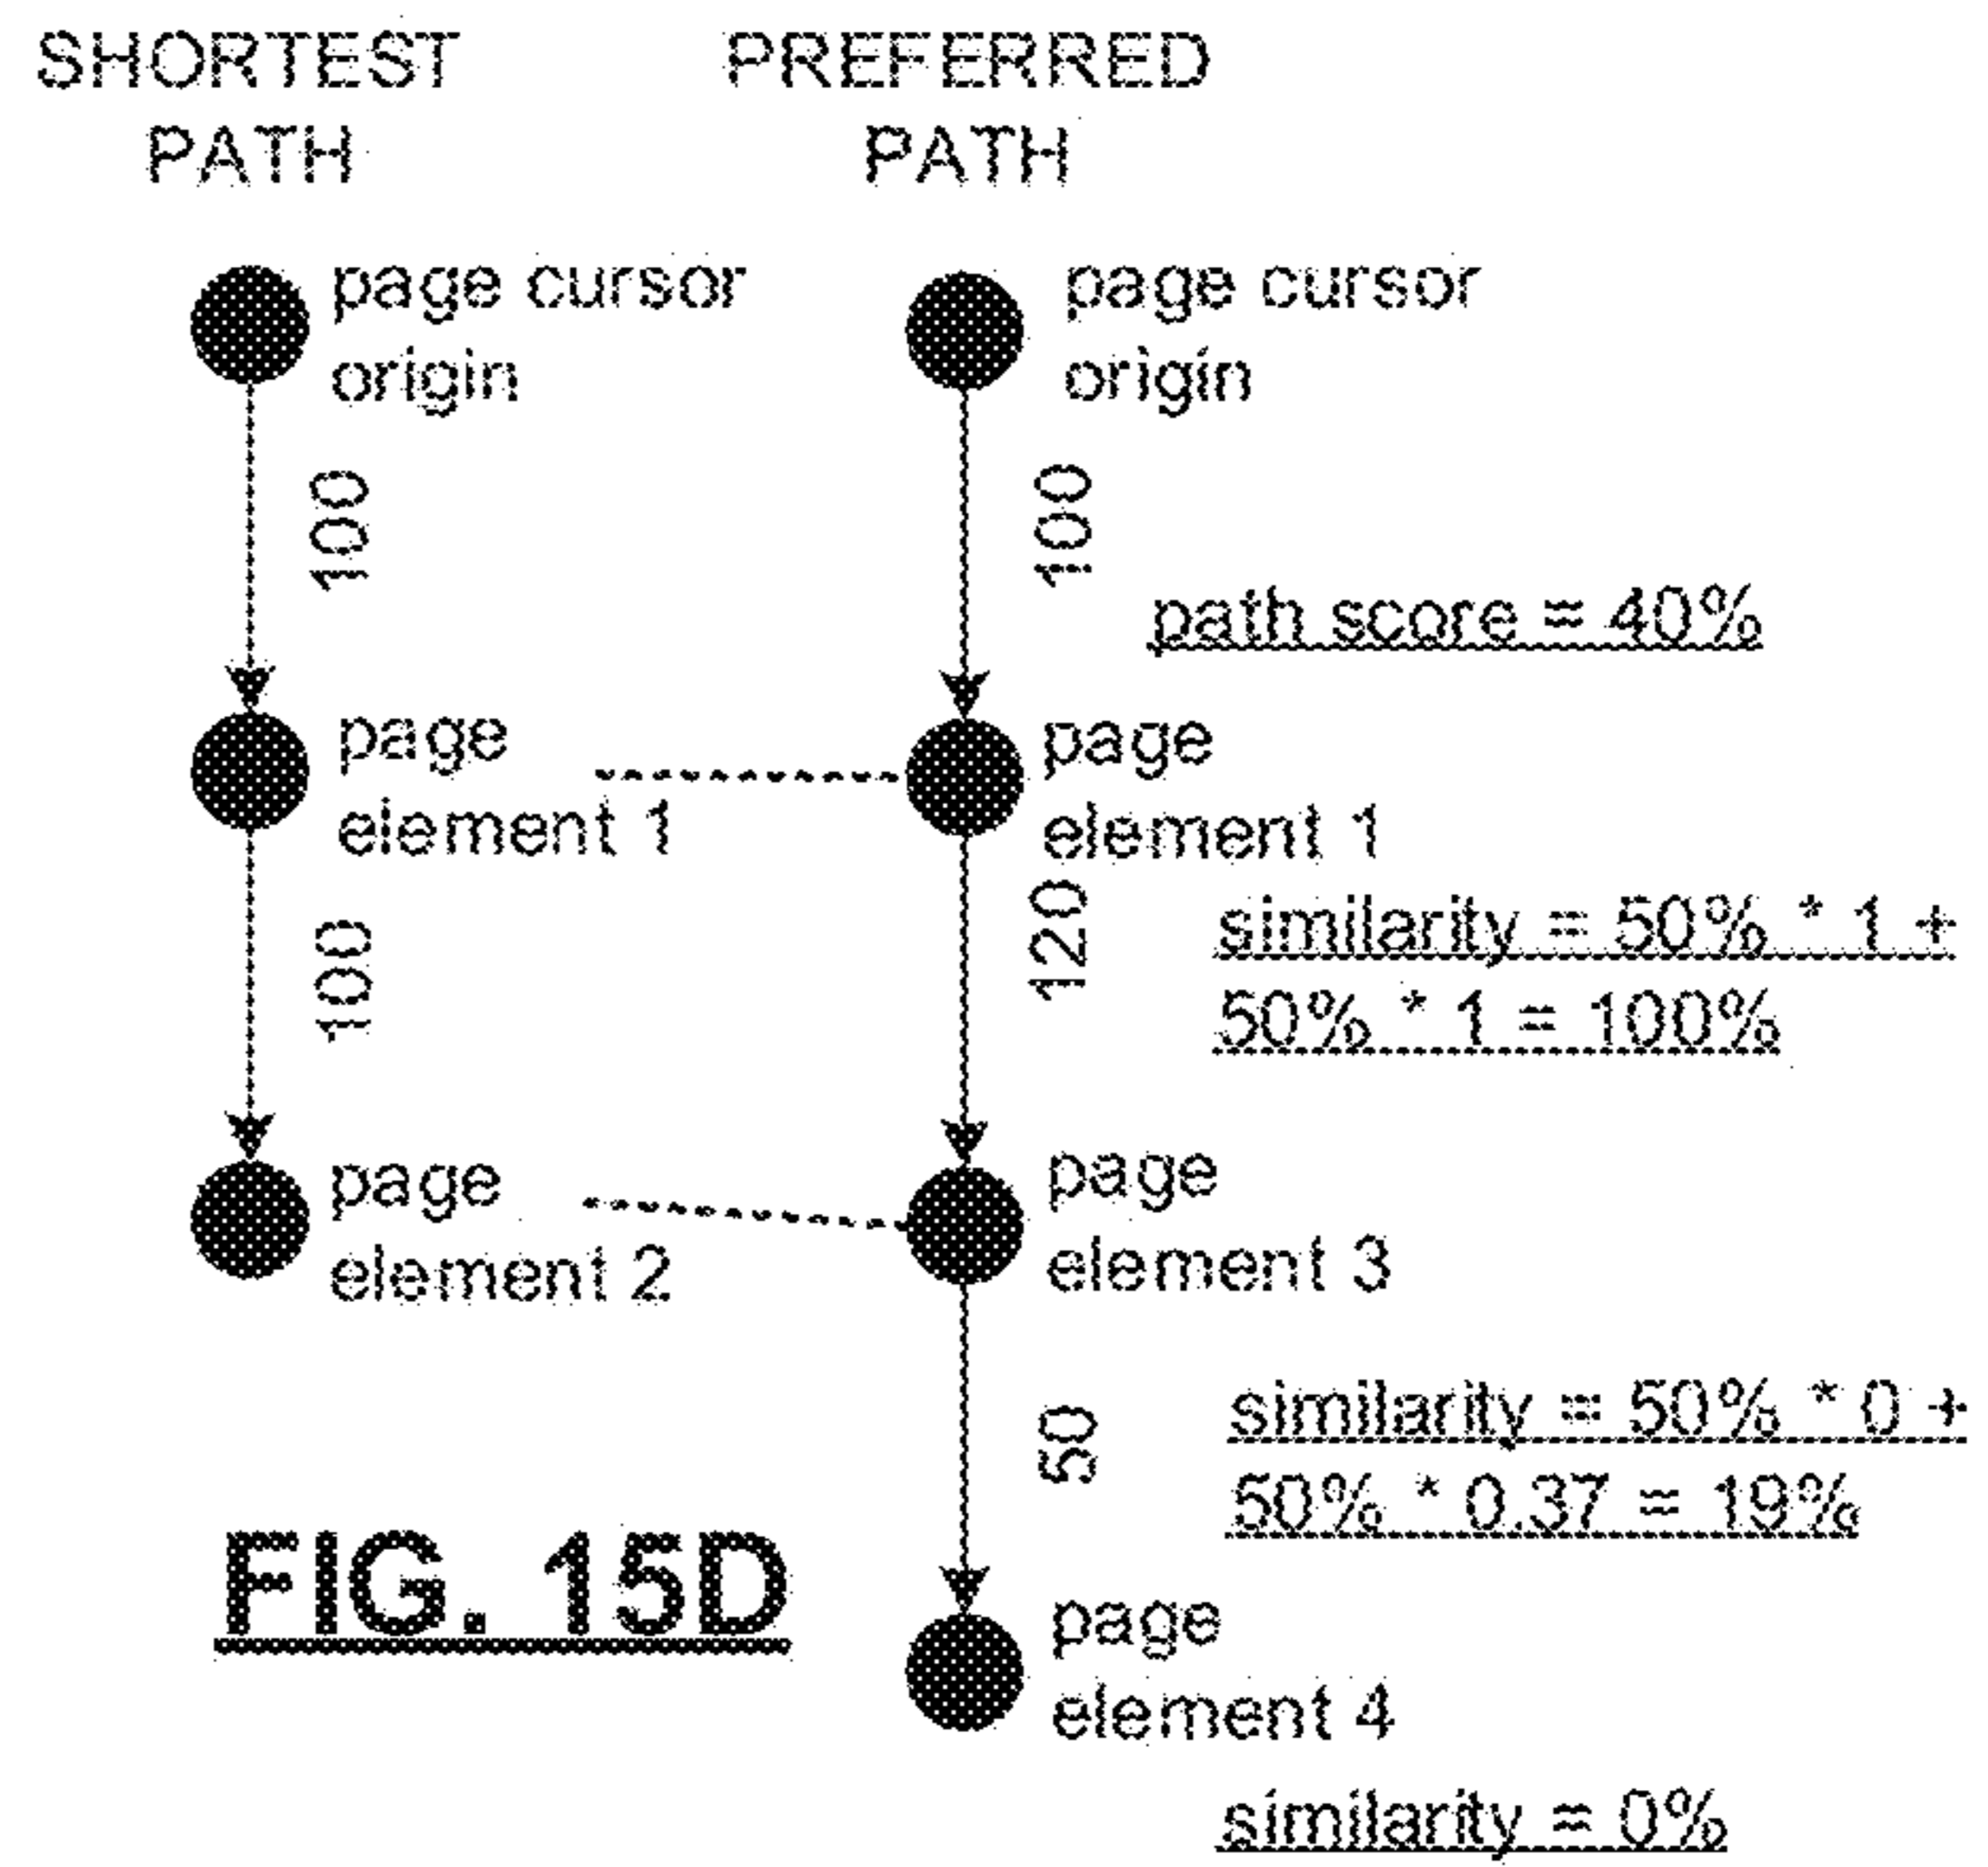 SHORTEST
PATH
PREFERRED
PATH
page cursor
origin
page cursor
origin
100
100
path score = 40%
page
element 1
page
element 1
100
120
similarity = 50% * 1 +
50% * 1 = 100%
page
element 2
page
element 3
50
similarity = 50% * 0 +
50% * 0.37 = 19%
FIG. 15D
page
element 4
similarity = 0%